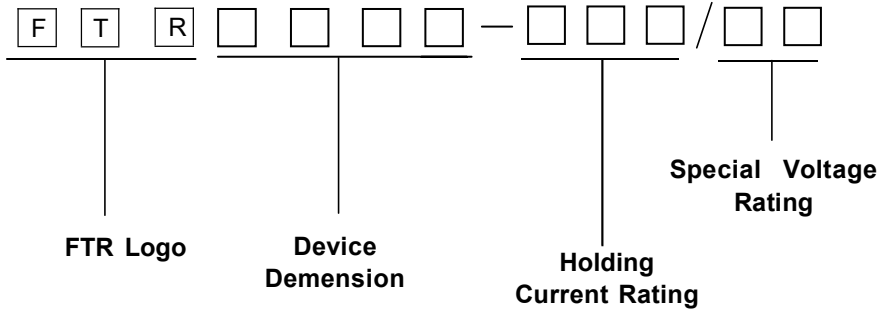 F T R □ □ □ □ — □ □ □ / □ □
Special Voltage
Rating
FTR Logo
Device
Demension
Holding
Current Rating